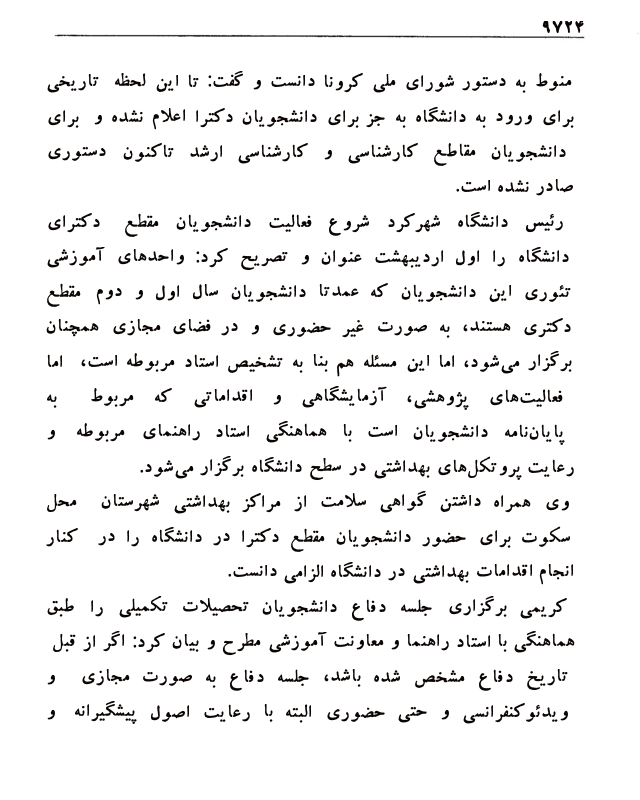 ۹۷۲۴
منوط به دستور شورای ملی کرونا دانست و گفت: تا این لحظه تاریخی
برای ورود به دانشگاه به جز برای دانشجویان دکترا اعلام نشده و برای
دانشجویان مقاطع کارشناسی و کارشناسی ارشد تاکنون دستوری
صادر نشده است.
رئیس دانشگاه شهرکرد شروع فعالیت دانشجویان مقطع دکترای
دانشگاه را اول اردیبهشت عنوان و تصریح کرد: واحدهای آموزشی
تئوری این دانشجویان که عمدتا دانشجویان سال اول و دوم مقطع
دکتری هستند، به صورت غیر حضوری و در فضای مجازی همچنان
برگزار می‌شود، اما این مسئله هم بنا به تشخیص استاد مربوطه است، اما
فعالیت‌های پژوهشی، آزمایشگاهی و اقداماتی که مربوط به
پایان‌نامه دانشجویان است با هماهنگی استاد راهنمای مربوطه و
رعایت پروتکل‌های بهداشتی در سطح دانشگاه برگزار می‌شود.
وی همراه داشتن گواهی سلامت از مراکز بهداشتی شهرستان محل
سکوت برای حضور دانشجویان مقطع دکترا در دانشگاه را در کنار
انجام اقدامات بهداشتی در دانشگاه الزامی دانست.
کریمی برگزاری جلسه دفاع دانشجویان تحصیلات تکمیلی را طبق
هماهنگی با استاد راهنما و معاونت آموزشی مطرح و بیان کرد: اگر از قبل
تاریخ دفاع مشخص شده باشد، جلسه دفاع به صورت مجازی و
ویدئوکنفرانسی و حتی حضوری البته با رعایت اصول پیشگیرانه و